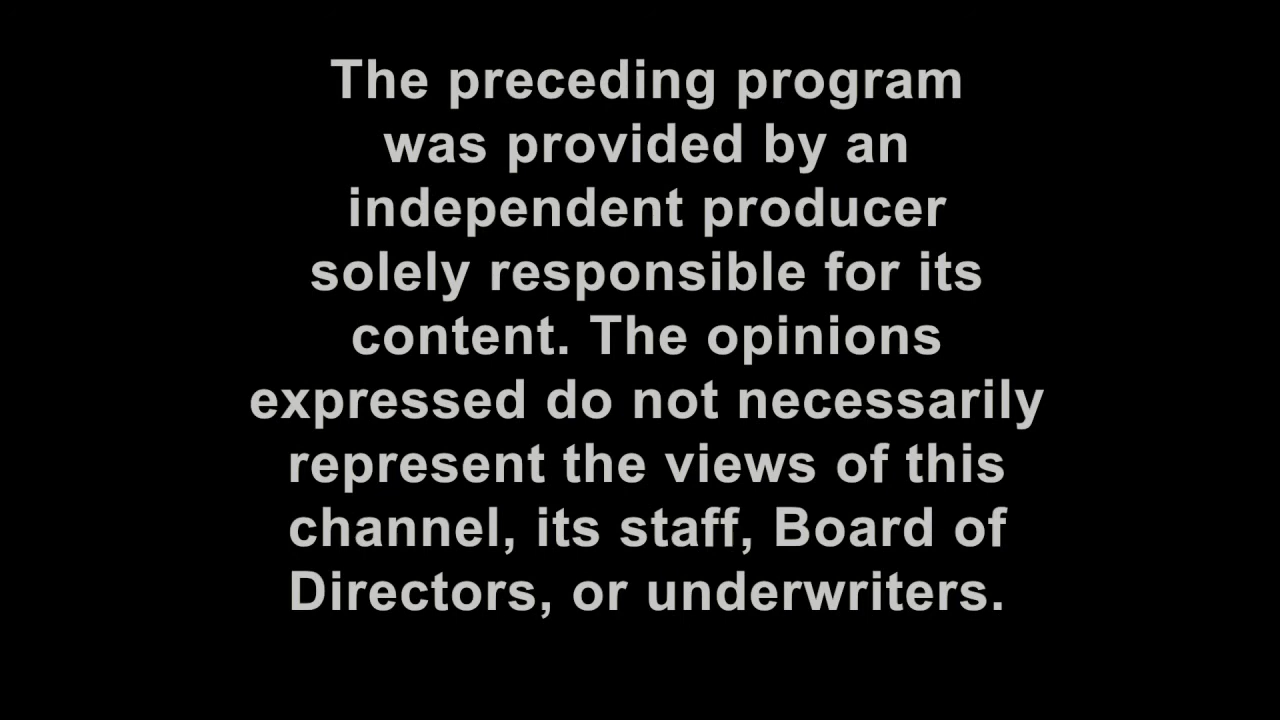 The preceding program
was provided by an
independent producer
solely responsible for its
content. The opinions
expressed do not necessarily
represent the views of this
channel, its staff, Board of
Directors, or underwriters.